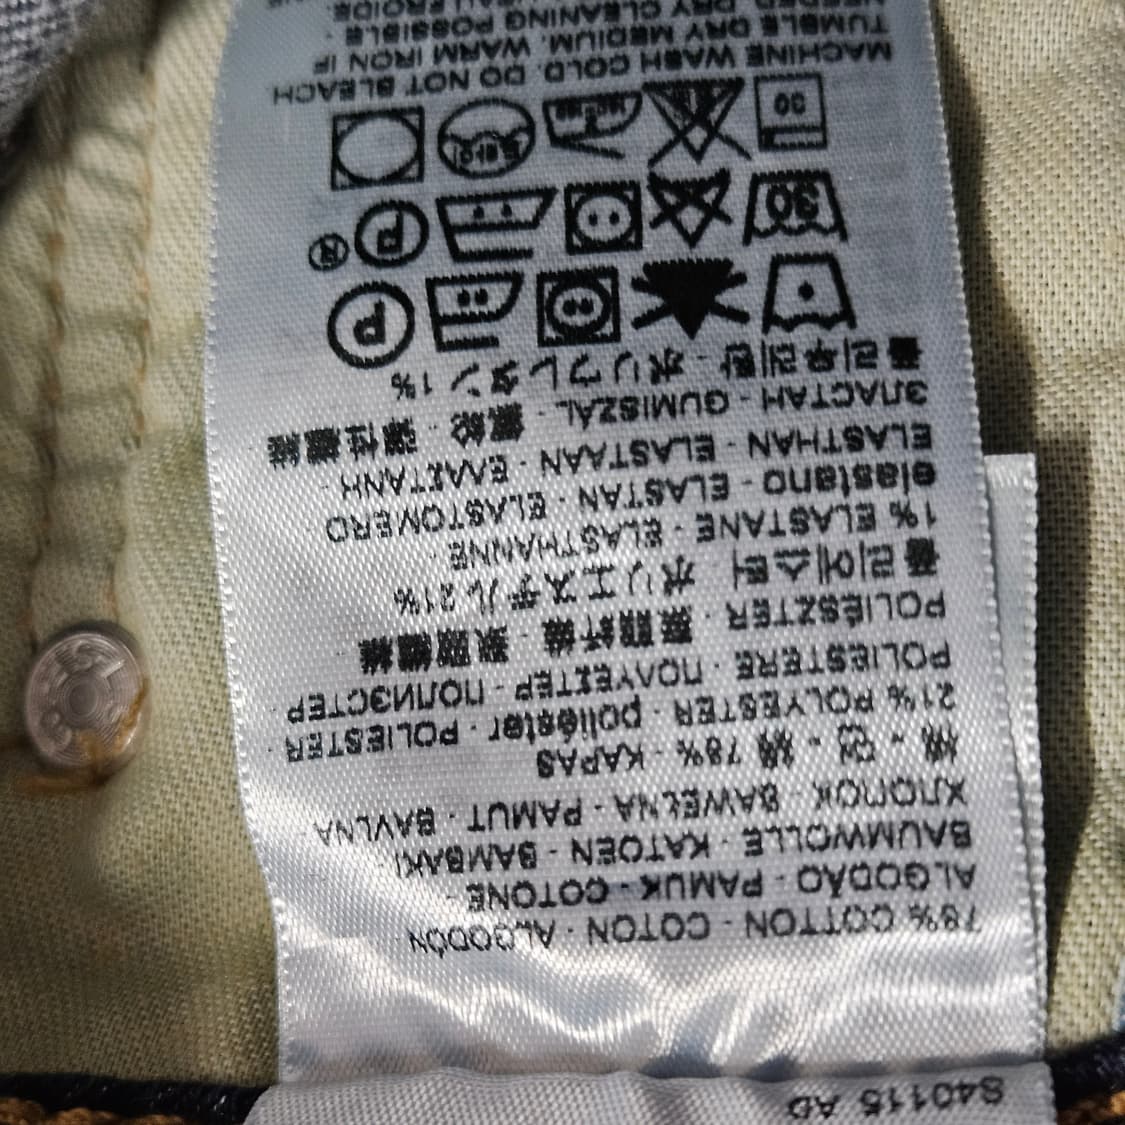 S40115 AD
78% COTTON - COTON - ALGODÓN -
ALGODÃO - PAMUK - COTONE -
BAUMWOLLE - KATOEN - BAMBAKI -
ХЛОПОК - BAWEŁNA - PAMUT - BAVLNA -
棉 - 면 - 綿 78% - KAPAS
21% POLYESTER - poliéster - POLIESTER -
POLIESTERE - ΠΟΛΥΕΣΤΕΡ - ПОЛИЭСТЕР -
POLIÉSZTER - 聚酯纤维 - 聚酯纖維
폴리에스터 ポリエステル 21%
1% ELASTANE - ELASTHANNE -
elastano - ELASTAN - ELASTOMERO
ELASTHAN - ELASTAAN - ΕΛΑΣΤΑΝΗ -
ЭЛАСТАН - GUMISZÁL - 氨纶 - 彈性纖維
폴리우레탄 - ポリウレタン 1%
P
30 P ®
30
MACHINE WASH COLD. DO NOT BLEACH
TUMBLE DRY MEDIUM. WARM IRON IF
NEEDED. DRY CLEANING POSSIBLE -